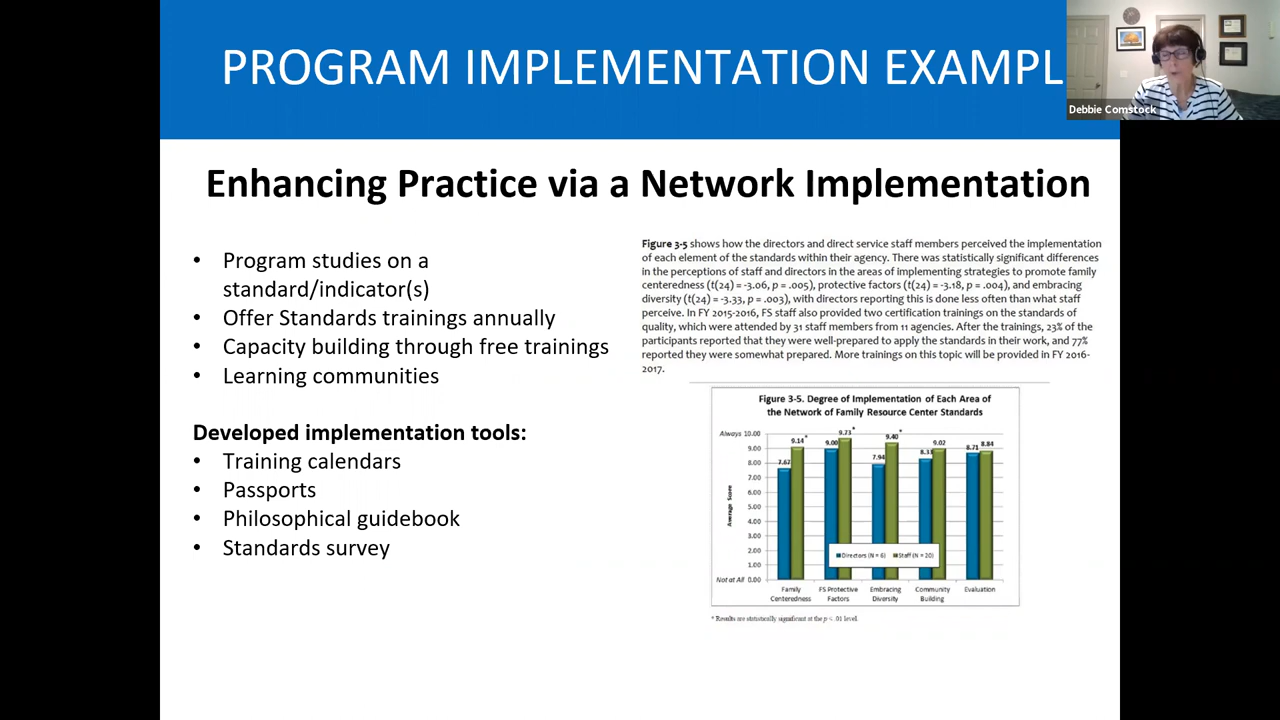 PROGRAM IMPLEMENTATION EXAMPL
Debbie Comstock
Enhancing Practice via a Network Implementation
• Program studies on a
standard/indicator(s)
• Offer Standards trainings annually
• Capacity building through free trainings
• Learning communities
Developed implementation tools:
• Training calendars
• Passports
• Philosophical guidebook
• Standards survey
Figure 3-5 shows how the directors and direct service staff members perceived the implementation
of each element of the standards within their agency. There was statistically significant differences
in the perceptions of staff and directors in the areas of implementing strategies to promote family
centeredness (t(24) = -3.06, p = .005), protective factors (t(24) = -3.18, p = .004), and embracing
diversity (t(24) = -3.33, p = .003), with directors reporting this is done less often than what staff
perceive. In FY 2015-2016, FS staff also provided two certification trainings on the standards of
quality, which were attended by 31 staff members from 11 agencies. After the trainings, 23% of the
participants reported that they were well-prepared to apply the standards in their work, and 77%
reported they were somewhat prepared. More trainings on this topic will be provided in FY 2016-
2017.
Figure 3-5. Degree of Implementation of Each Area of
the Network of Family Resource Center Standards
Always 10.00
9.00
8.00
7.00
6.00
5.00
4.00
3.00
2.00
1.00
Not at All 0.00
Average Score
7.67 9.14* 9.00 9.73* 7.94 9.40* 8.31 9.02 8.71 8.84
Directors (N = 6) Staff (N = 20)
Family
Centeredness
FS Protective
Factors
Embracing
Diversity
Community
Building
Evaluation
* Results are statistically significant at the p < .01 level.